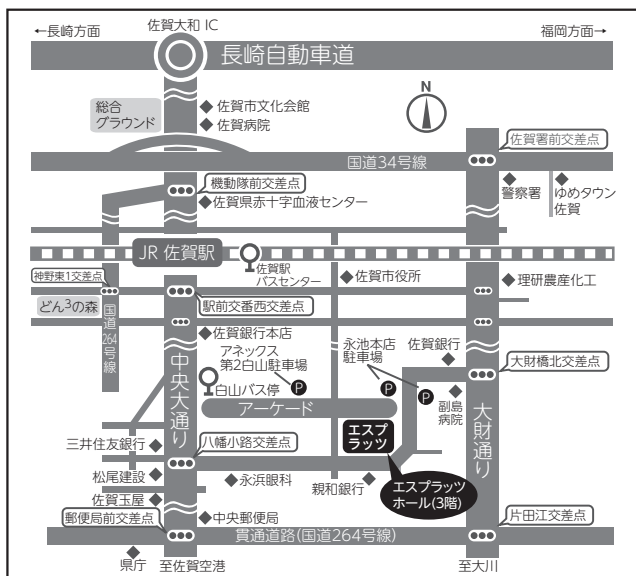 ←長崎方面
佐賀大和 IC
福岡方面→
長崎自動車道
総合
グラウンド
佐賀市文化会館
佐賀病院
N
佐賀署前交差点
国道34号線
機動隊前交差点
佐賀県赤十字血液センター
警察署
ゆめタウン
佐賀
JR 佐賀駅
佐賀駅
バスセンター
佐賀市役所
理研農産化工
神野東1交差点
どん3の森
国道264号線
駅前交番西交差点
佐賀銀行本店
アネックス
第2白山駐車場
P
白山バス停
永池本店
駐車場
P
P
佐賀銀行
大財橋北交差点
副島
病院
中央大通り
アーケード
大財通り
エスプ
ラッツ
三井住友銀行
八幡小路交差点
松尾建設
永浜眼科
親和銀行
エスプラッツ
ホール(3階)
佐賀玉屋
郵便局前交差点
中央郵便局
片田江交差点
貫通道路(国道264号線)
県庁
至佐賀空港
至大川